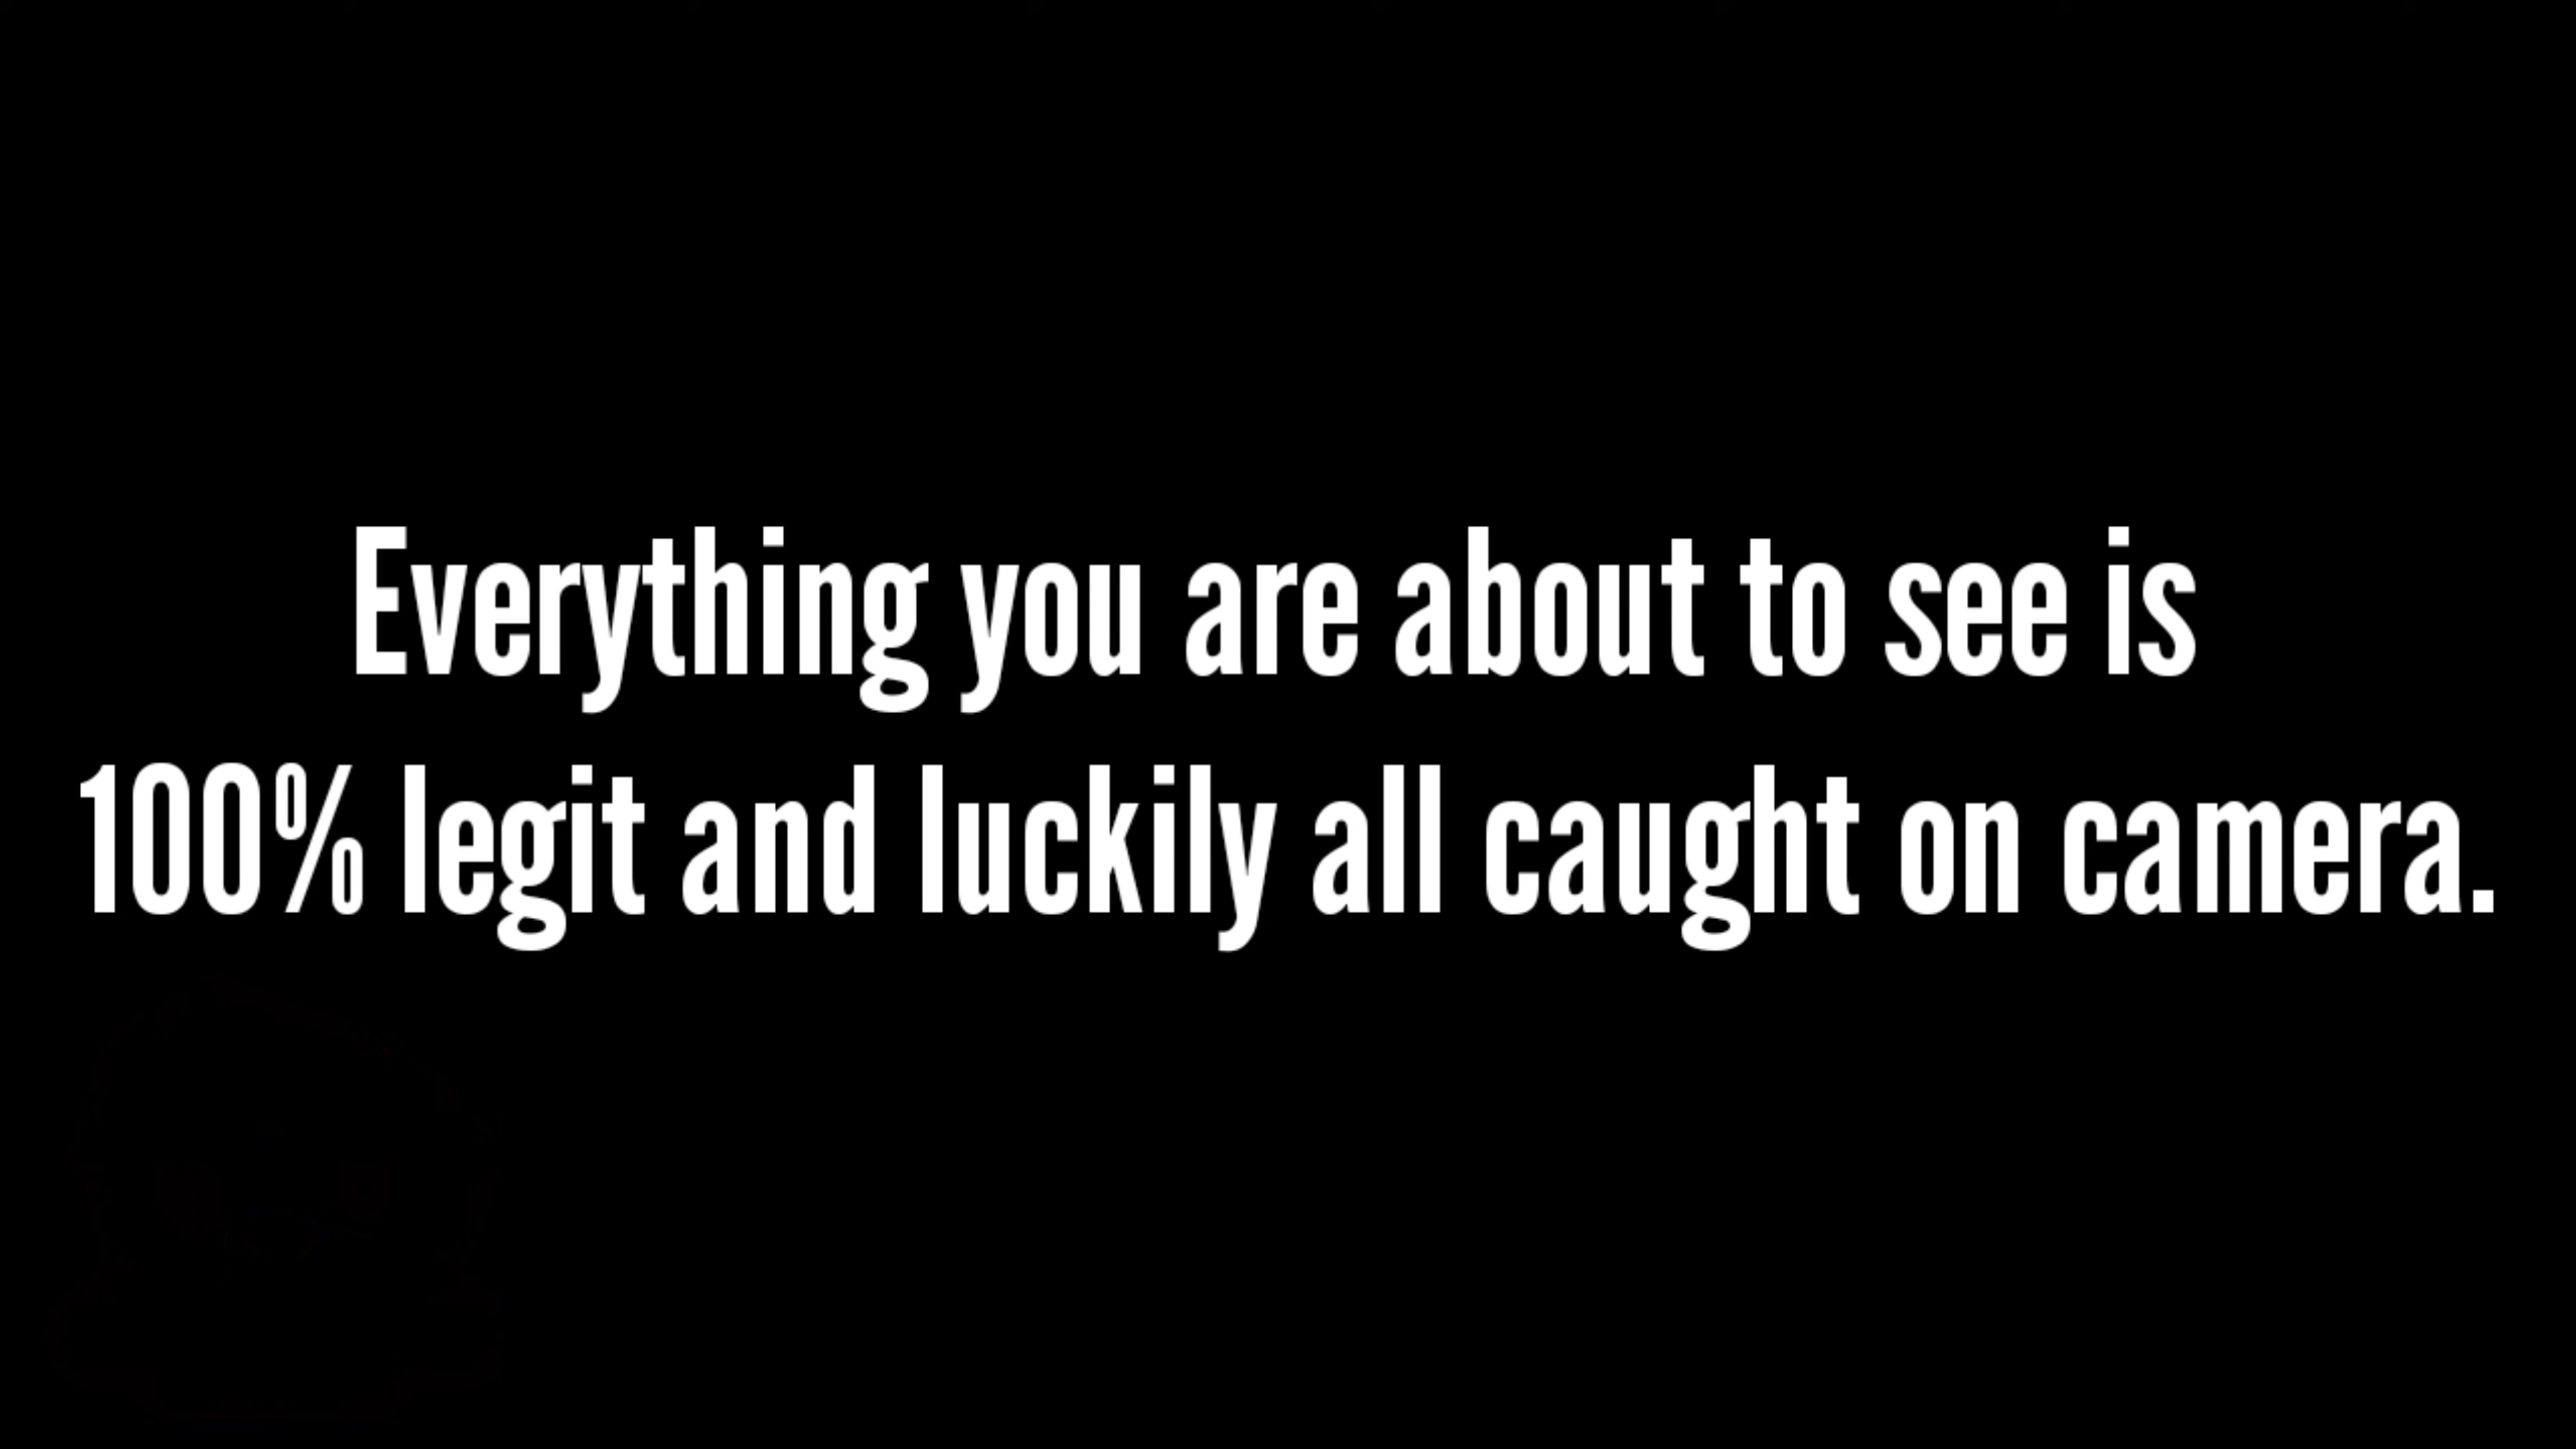 Everything you are about to see is
100% legit and luckily all caught on camera.